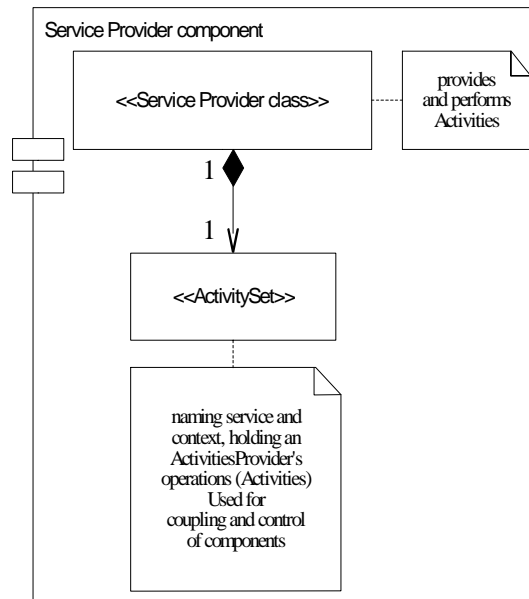 Service Provider component
<<Service Provider class>>
provides
and performs
Activities
1
1
<<ActivitySet>>
naming service and
context, holding an
ActivitiesProvider's
operations (Activities)
Used for
coupling and control
of components